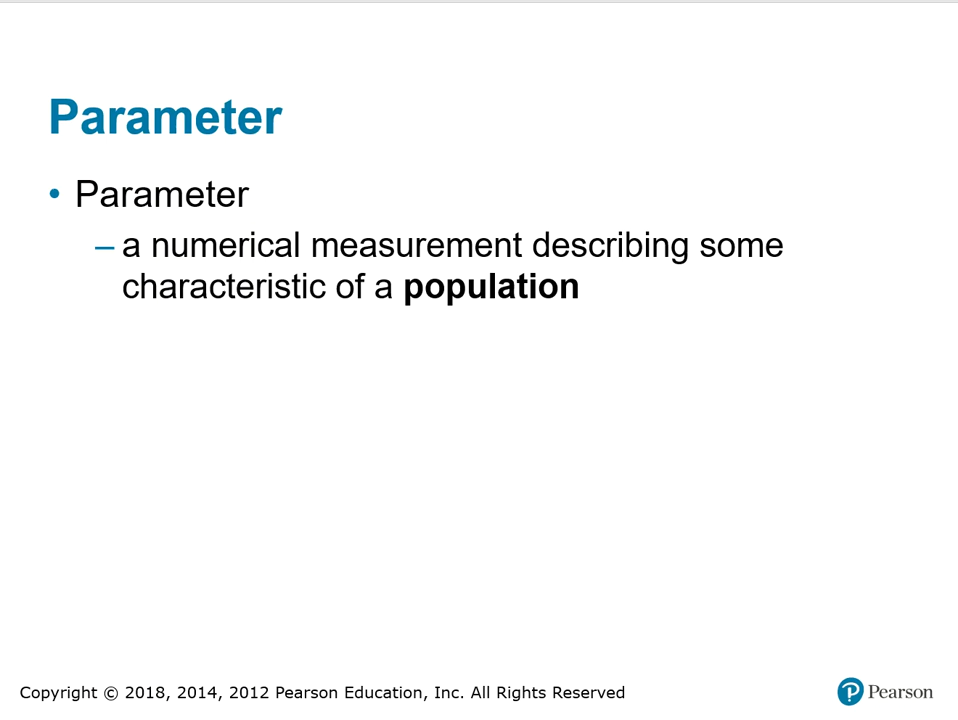 Parameter
• Parameter
– a numerical measurement describing some
characteristic of a population
Copyright © 2018, 2014, 2012 Pearson Education, Inc. All Rights Reserved
P Pearson